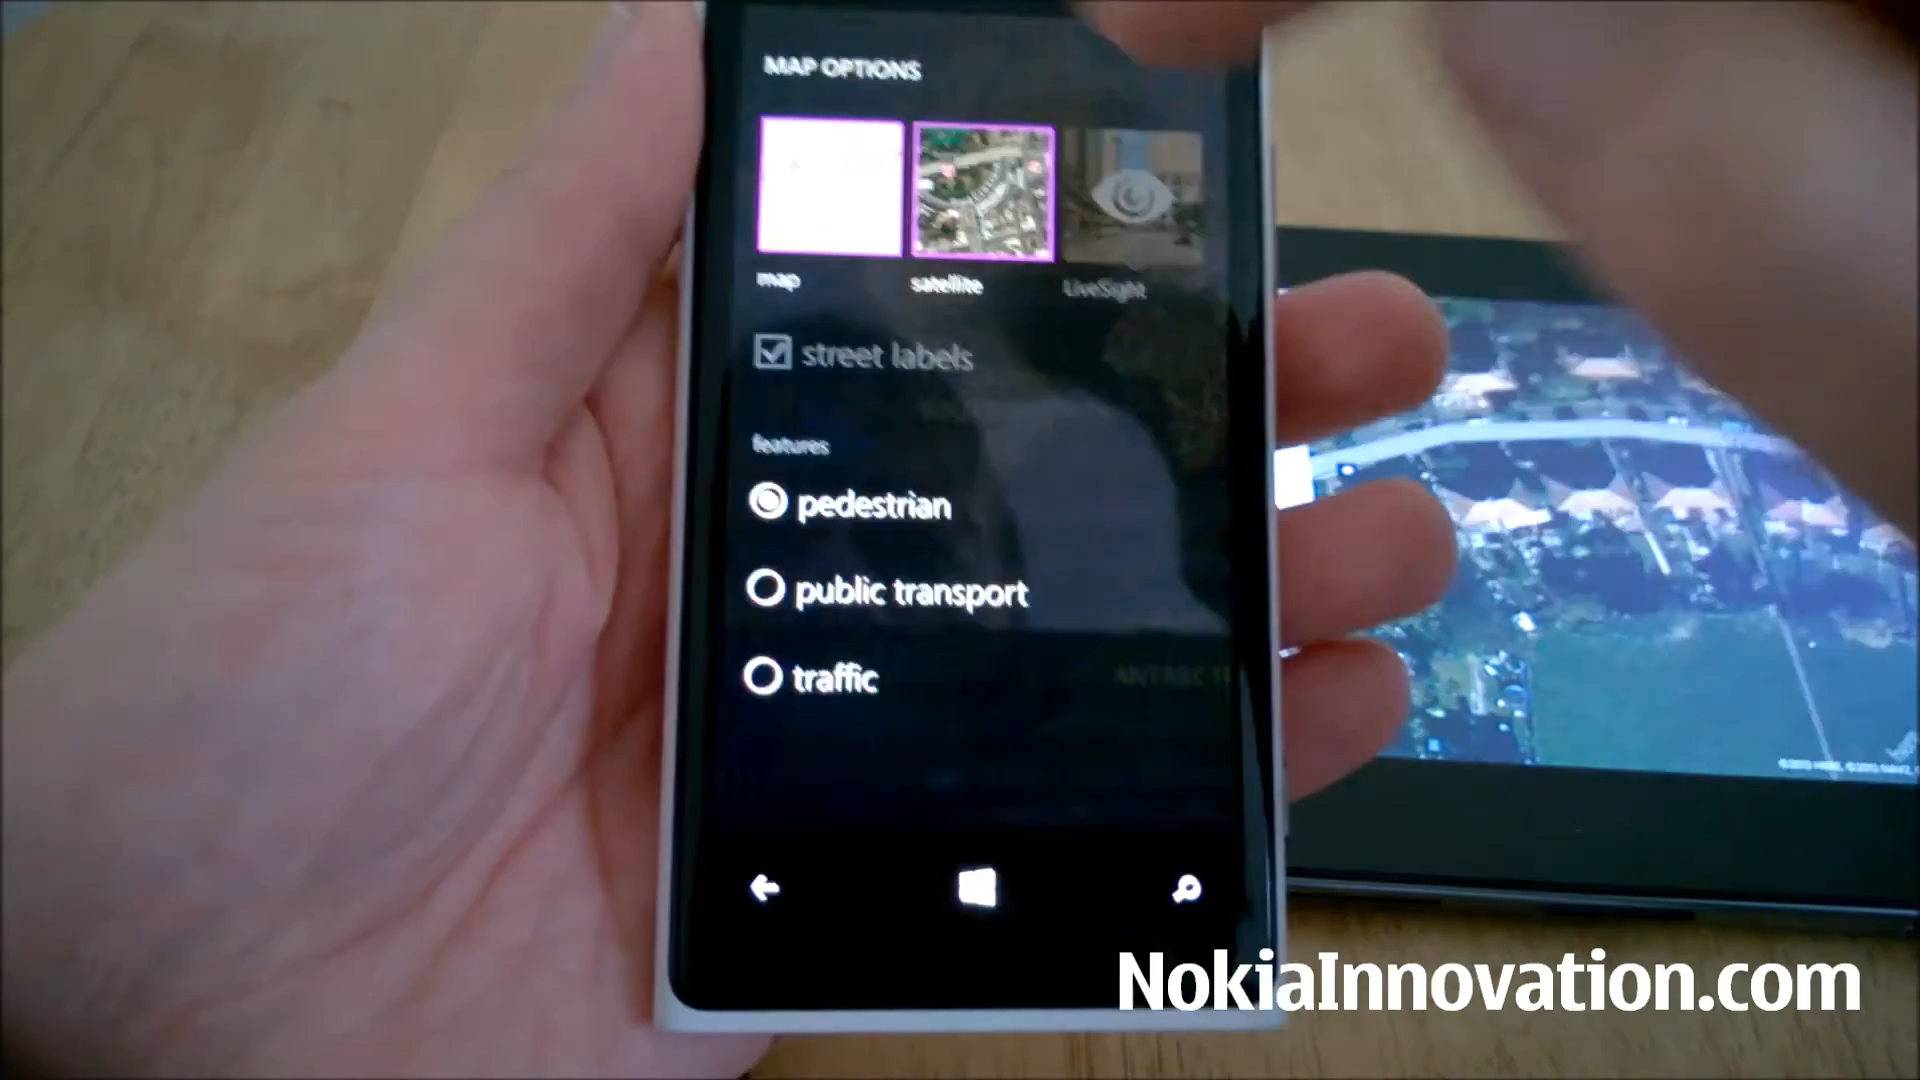 MAP OPTIONS
map
satellite
LiveSight
street labels
features
pedestrian
public transport
traffic
NokiaInnovation.com